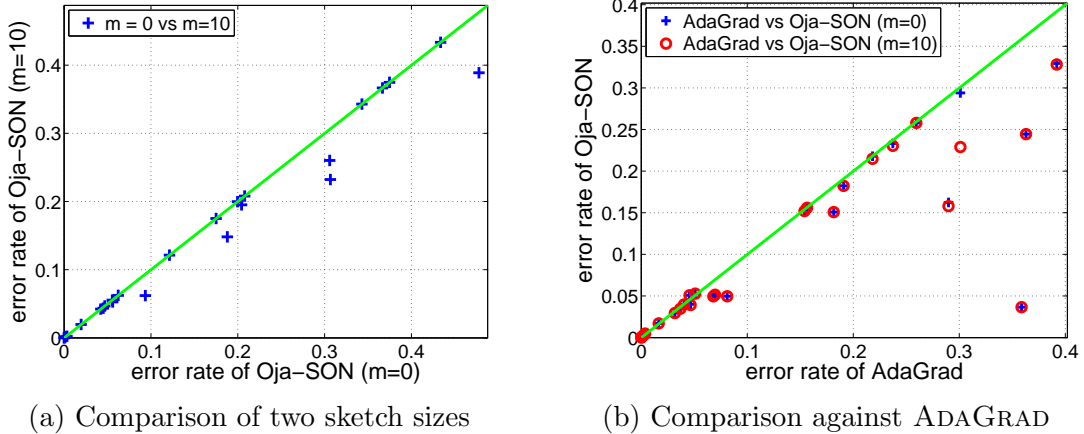 m = 0 vs m=10
error rate of Oja−SON (m=10)
0.4
0.3
0.2
0.1
0
0 0.1 0.2 0.3 0.4
error rate of Oja−SON (m=0)
(a) Comparison of two sketch sizes
AdaGrad vs Oja−SON (m=0)
AdaGrad vs Oja−SON (m=10)
error rate of Oja−SON
0.4
0.35
0.3
0.25
0.2
0.15
0.1
0.05
0
0 0.1 0.2 0.3 0.4
error rate of AdaGrad
(b) Comparison against ADAGRAD